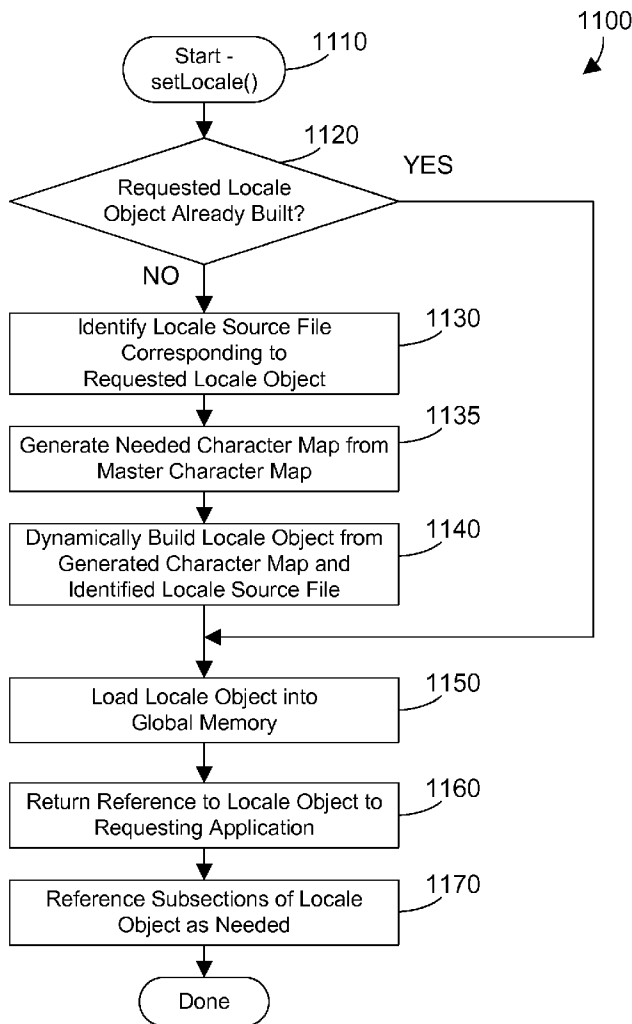 1100
1110
Start -
setLocale()
1120
YES
Requested Locale
Object Already Built?
NO
1130
Identify Locale Source File
Corresponding to
Requested Locale Object
1135
Generate Needed Character Map from
Master Character Map
1140
Dynamically Build Locale Object from
Generated Character Map and
Identified Locale Source File
1150
Load Locale Object into
Global Memory
1160
Return Reference to Locale Object to
Requesting Application
1170
Reference Subsections of Locale
Object as Needed
Done